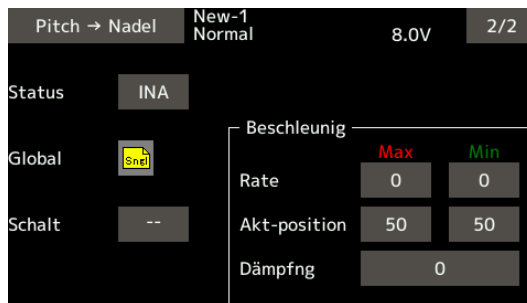 Pitch → Nadel
New-1
Normal
8.0V
2/2
Status INA
Beschleunig
Global Sngl
Max Min
Rate 0 0
Schalt --
Akt-position 50 50
Dämpfng 0